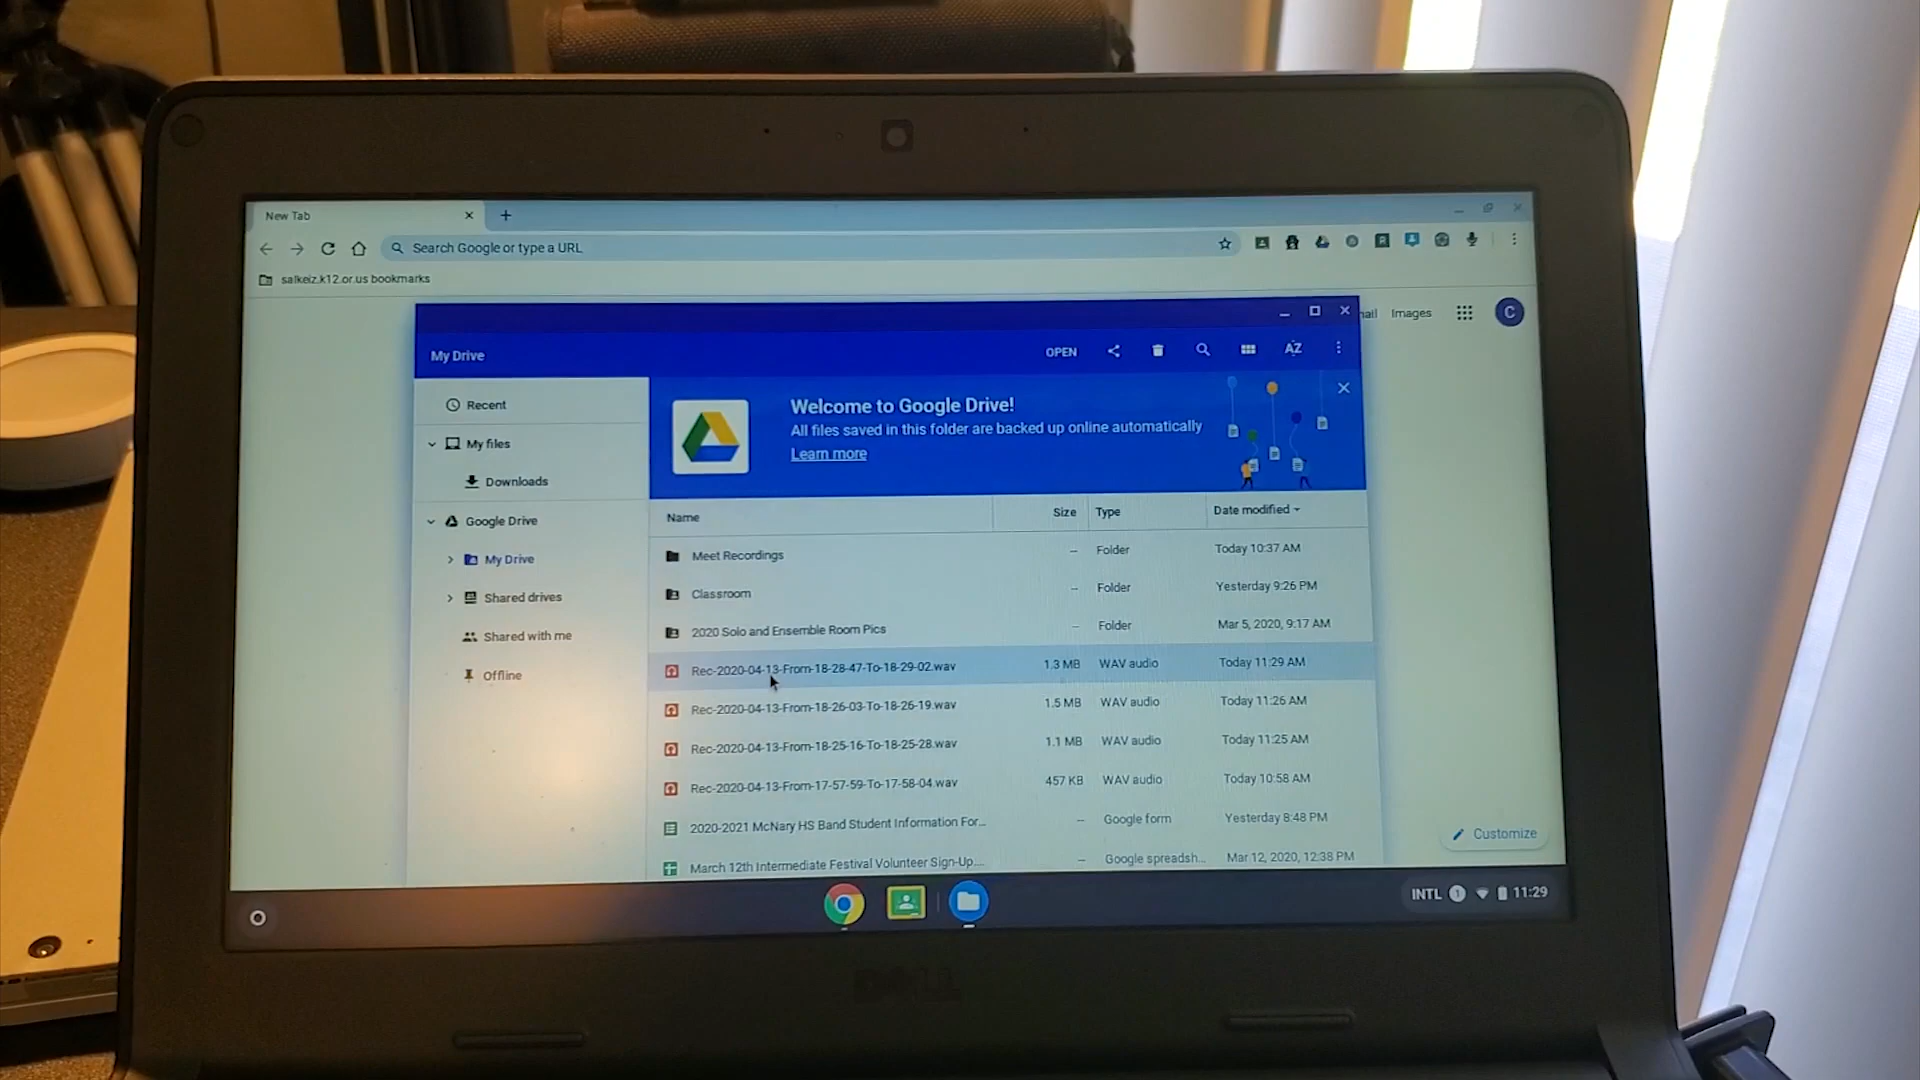 New Tab
Search Google or type a URL
salkeiz.k12.or.us bookmarks
Images
C
My Drive
OPEN
AZ
Recent
My files
Downloads
Google Drive
My Drive
Shared drives
Shared with me
Offline
Welcome to Google Drive!
All files saved in this folder are backed up online automatically
Learn more
Name Size Type Date modified
Meet Recordings -- Folder Today 10:37 AM
Classroom -- Folder Yesterday 9:26 PM
2020 Solo and Ensemble Room Pics -- Folder Mar 5, 2020, 9:17 AM
Rec-2020-04-13-From-18-28-47-To-18-29-02.wav 1.3 MB WAV audio Today 11:29 AM
Rec-2020-04-13-From-18-26-03-To-18-26-19.wav 1.5 MB WAV audio Today 11:26 AM
Rec-2020-04-13-From-18-25-16-To-18-25-28.wav 1.1 MB WAV audio Today 11:25 AM
Rec-2020-04-13-From-17-57-59-To-17-58-04.wav 457 KB WAV audio Today 10:58 AM
2020-2021 McNary HS Band Student Information For... -- Google form Yesterday 8:48 PM
March 12th Intermediate Festival Volunteer Sign-Up... -- Google spreadsh... Mar 12, 2020, 12:38 PM
Customize
INTL 1 11:29
DELL